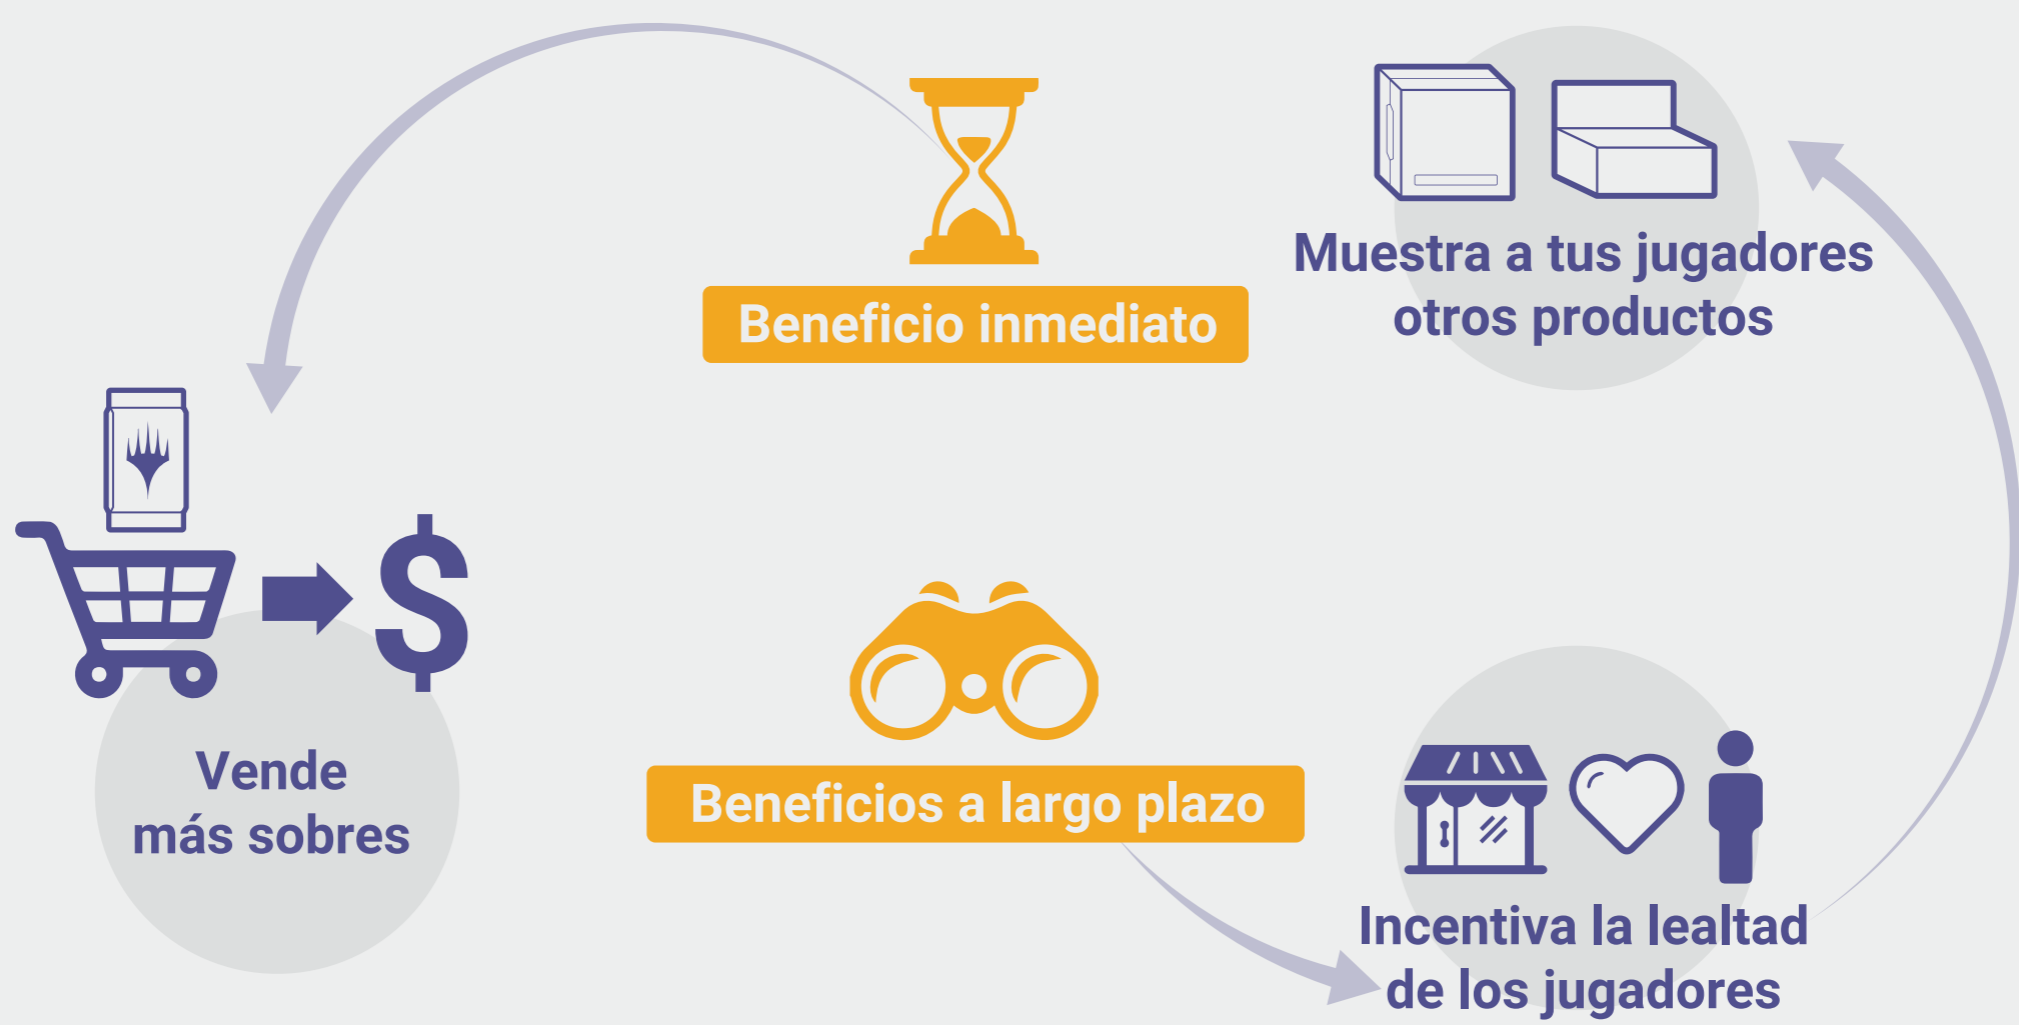 Beneficio inmediato
Muestra a tus jugadores
otros productos
Vende
más sobres
Beneficios a largo plazo
Incentiva la lealtad
de los jugadores